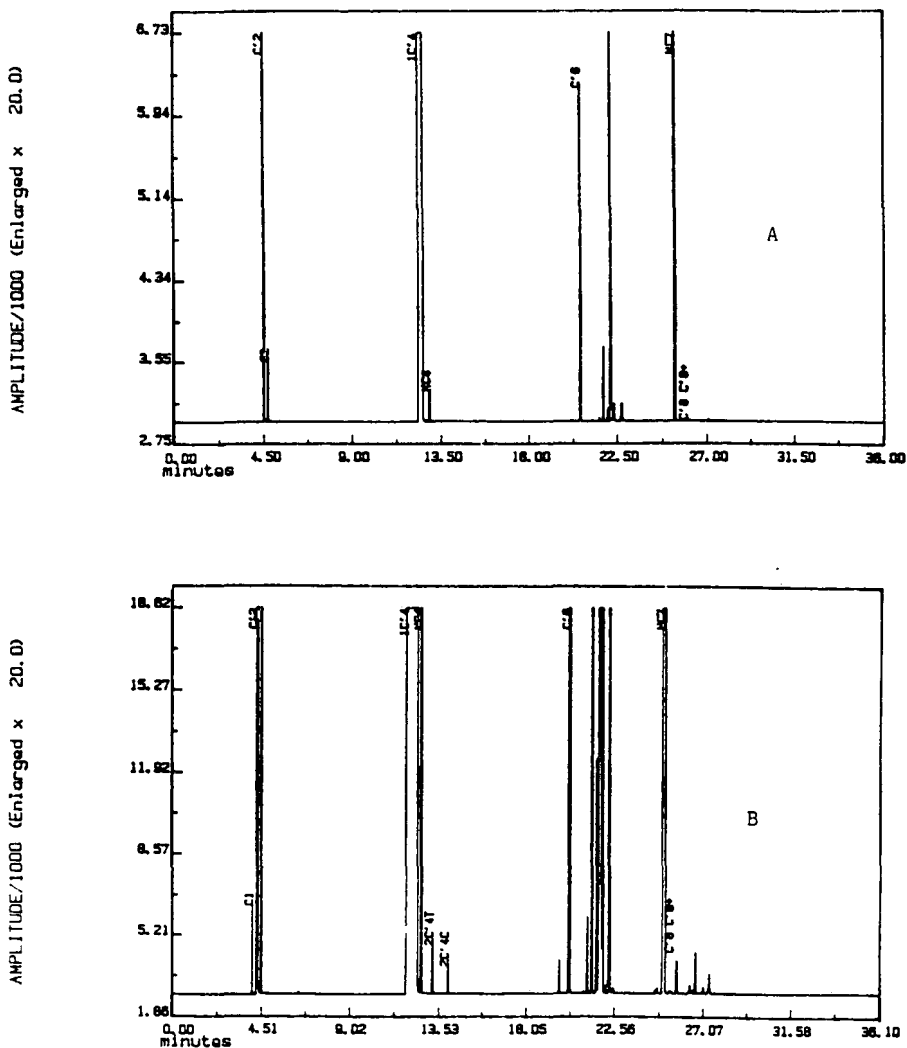 AMPLITUDE/1000 (Enlarged x 20.0)
6.73
5.94
5.14
4.34
3.55
2.75
C'2
1C'4
NC4
C'6
NC7
C'8 C'8+
A
0.00 4.50 9.00 13.50 18.00 22.50 27.00 31.50 36.00
minutes
AMPLITUDE/1000 (Enlarged x 20.0)
18.62
15.27
11.92
8.57
5.21
1.86
C1
C'2
1C'4
2C'4T
2C'4C
C'6
NC7
C'8 C'8+
B
0.00 4.51 9.02 13.53 18.05 22.56 27.07 31.58 36.10
minutes